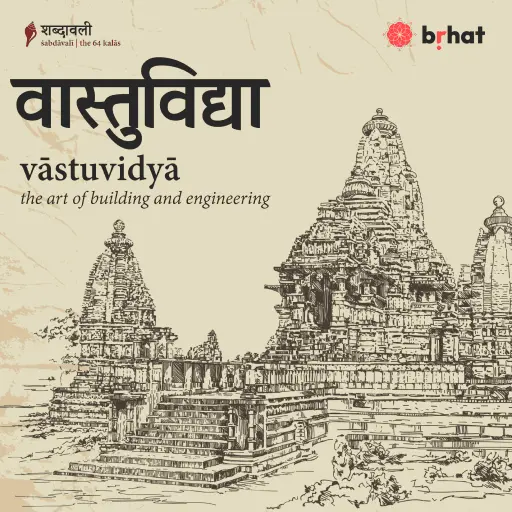 शब्दावली
śabdāvalī | the 64 kalās
bṛhat
वास्तुविद्या
vāstuvidyā
the art of building and engineering